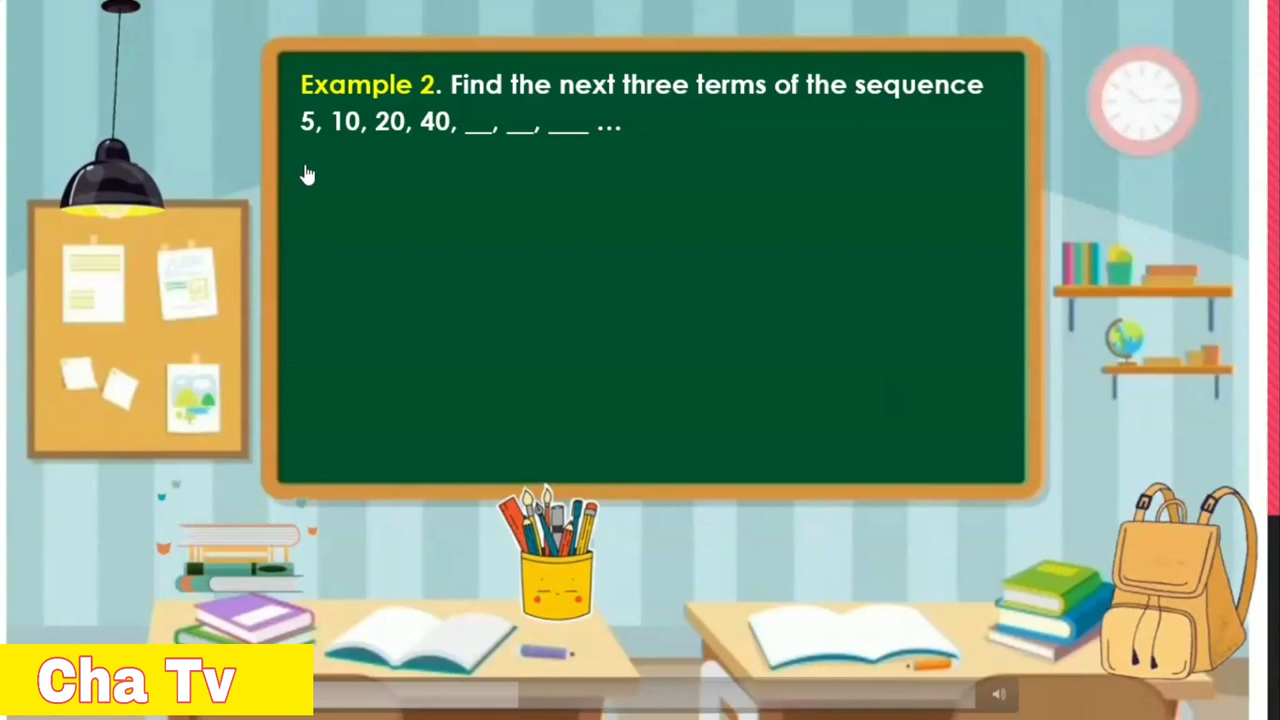 Example 2. Find the next three terms of the sequence
5, 10, 20, 40, __, __, ___ ...
Cha Tv